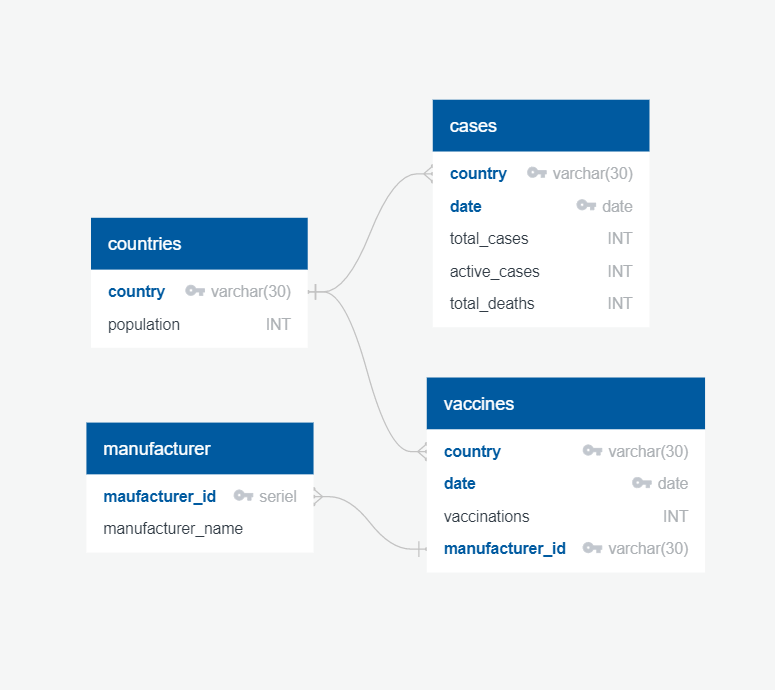 cases
country varchar(30)
date date
total_cases INT
active_cases INT
total_deaths INT
countries
country varchar(30)
population INT
vaccines
country varchar(30)
date date
vaccinations INT
manufacturer_id varchar(30)
manufacturer
maufacturer_id seriel
manufacturer_name